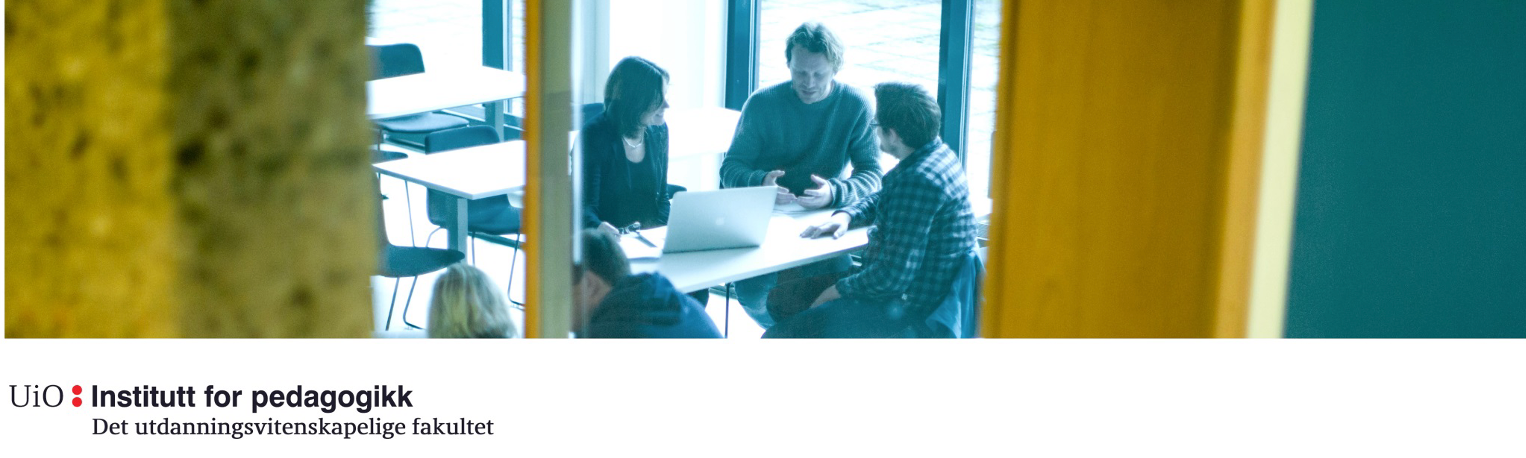 UiO : Institutt for pedagogikk
Det utdanningsvitenskapelige fakultet